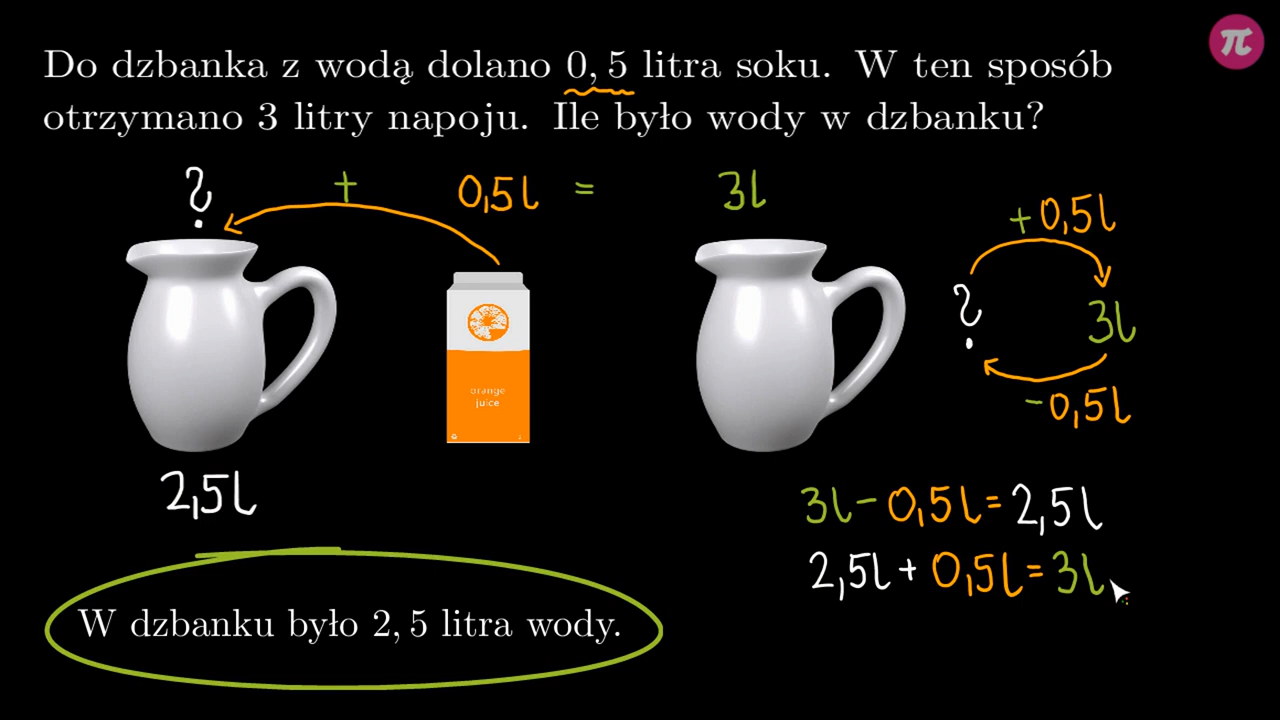 π
Do dzbanka z wodą dolano 0, 5 litra soku. W ten sposób
otrzymano 3 litry napoju. Ile było wody w dzbanku?
? + 0,5l = 3l
+0,5l
? 3l
-0,5l
orange
juice
2,5l
3l - 0,5l = 2,5l
2,5l + 0,5l = 3l
W dzbanku było 2, 5 litra wody.